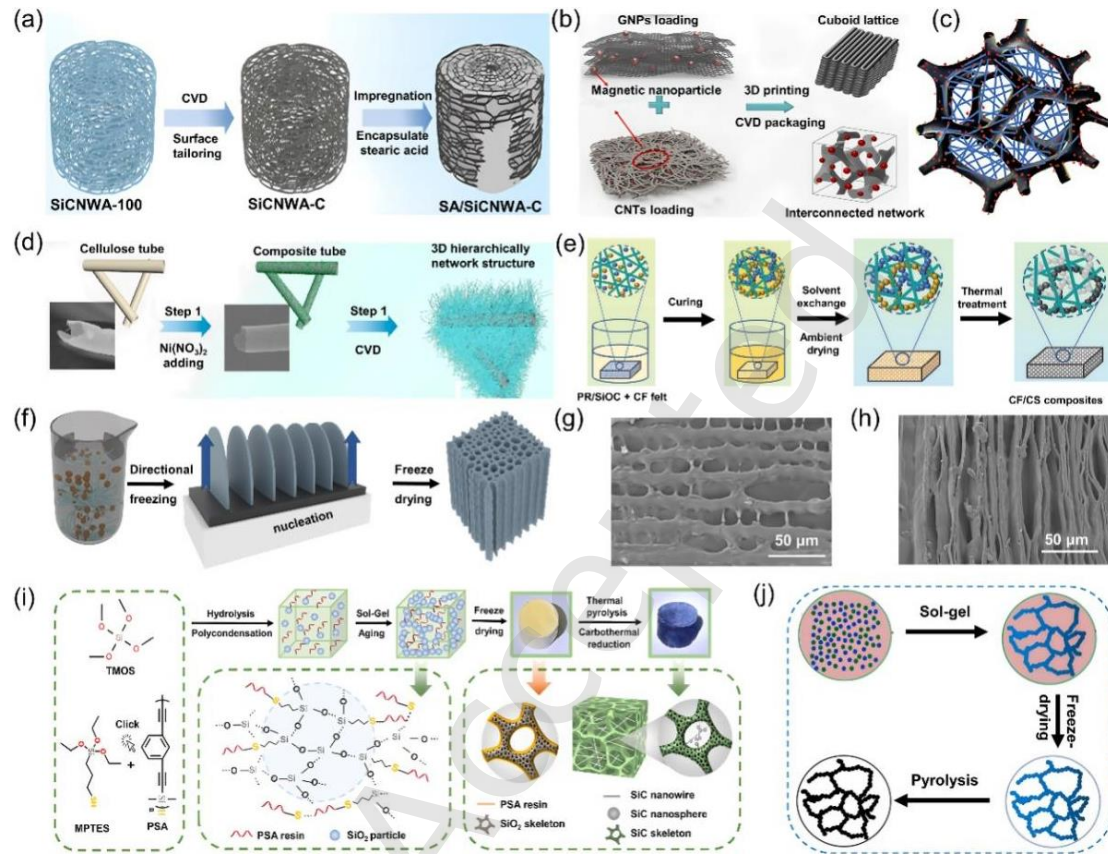 (a)
CVD
Surface
tailoring
Impregnation
Encapsulate
stearic acid
SiCNWA-100
SiCNWA-C
SA/SiCNWA-C
(b)
GNPs loading
Magnetic nanoparticle
CNTs loading
3D printing
CVD packaging
Cuboid lattice
Interconnected network
(c)
(d)
Cellulose tube
Step 1
Ni(NO3)2
adding
Composite tube
Step 1
CVD
3D hierarchically
network structure
(e)
PR/SiOC + CF felt
Curing
Solvent
exchange
Ambient
drying
Thermal
treatment
CF/CS composites
(f)
Directional
freezing
nucleation
Freeze
drying
(g)
50 μm
(h)
50 μm
(i)
TMOS
Click
+
MPTES
PSA
Hydrolysis
Polycondensation
Sol-Gel
Aging
Freeze
drying
Thermal
pyrolysis
Carbothermal
reduction
PSA resin
SiO2 particle
PSA resin
SiO2 skeleton
SiC nanowire
SiC nanosphere
SiC skeleton
(j)
Sol-gel
Freeze-
drying
Pyrolysis
Accepted